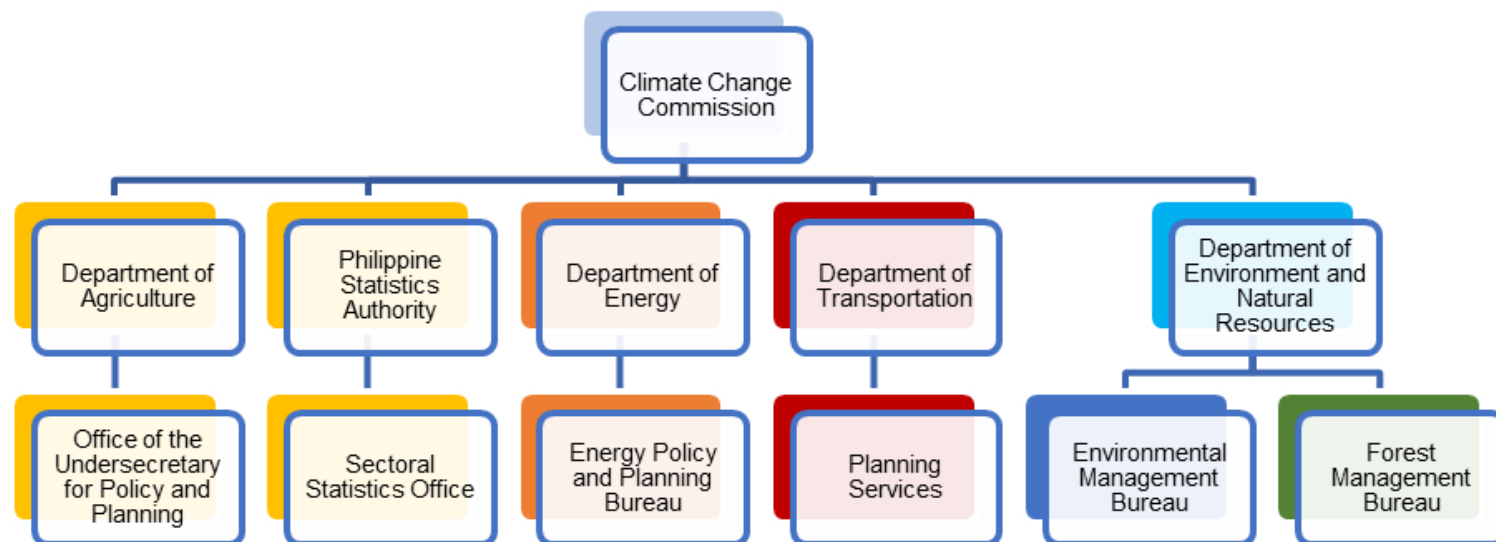 Climate Change
Commission
Department of
Agriculture
Philippine
Statistics
Authority
Department of
Energy
Department of
Transportation
Department of
Environment and
Natural
Resources
Office of the
Undersecretary
for Policy and
Planning
Sectoral
Statistics Office
Energy Policy
and Planning
Bureau
Planning
Services
Environmental
Management
Bureau
Forest
Management
Bureau